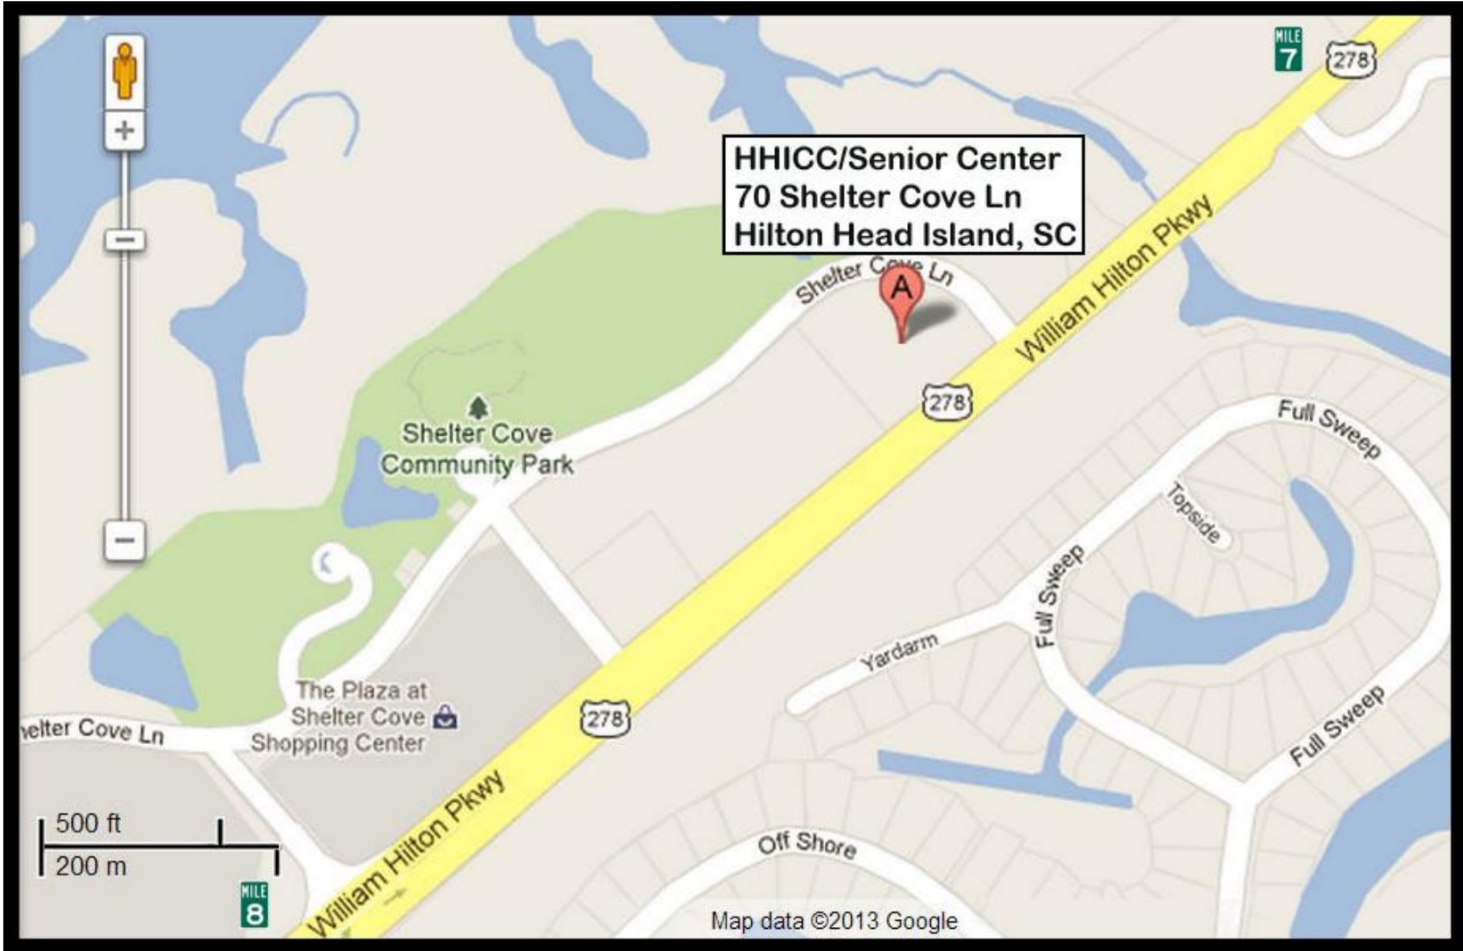 MILE
7
278
HHICC/Senior Center
70 Shelter Cove Ln
Hilton Head Island, SC
Shelter Cove Ln
A
William Hilton Pkwy
278
Full Sweep
Shelter Cove
Community Park
Topside
Full Sweep
Yardarm
The Plaza at
Shelter Cove
Shopping Center
278
Full Sweep
helter Cove Ln
William Hilton Pkwy
500 ft
200 m
Off Shore
MILE
8
Map data ©2013 Google